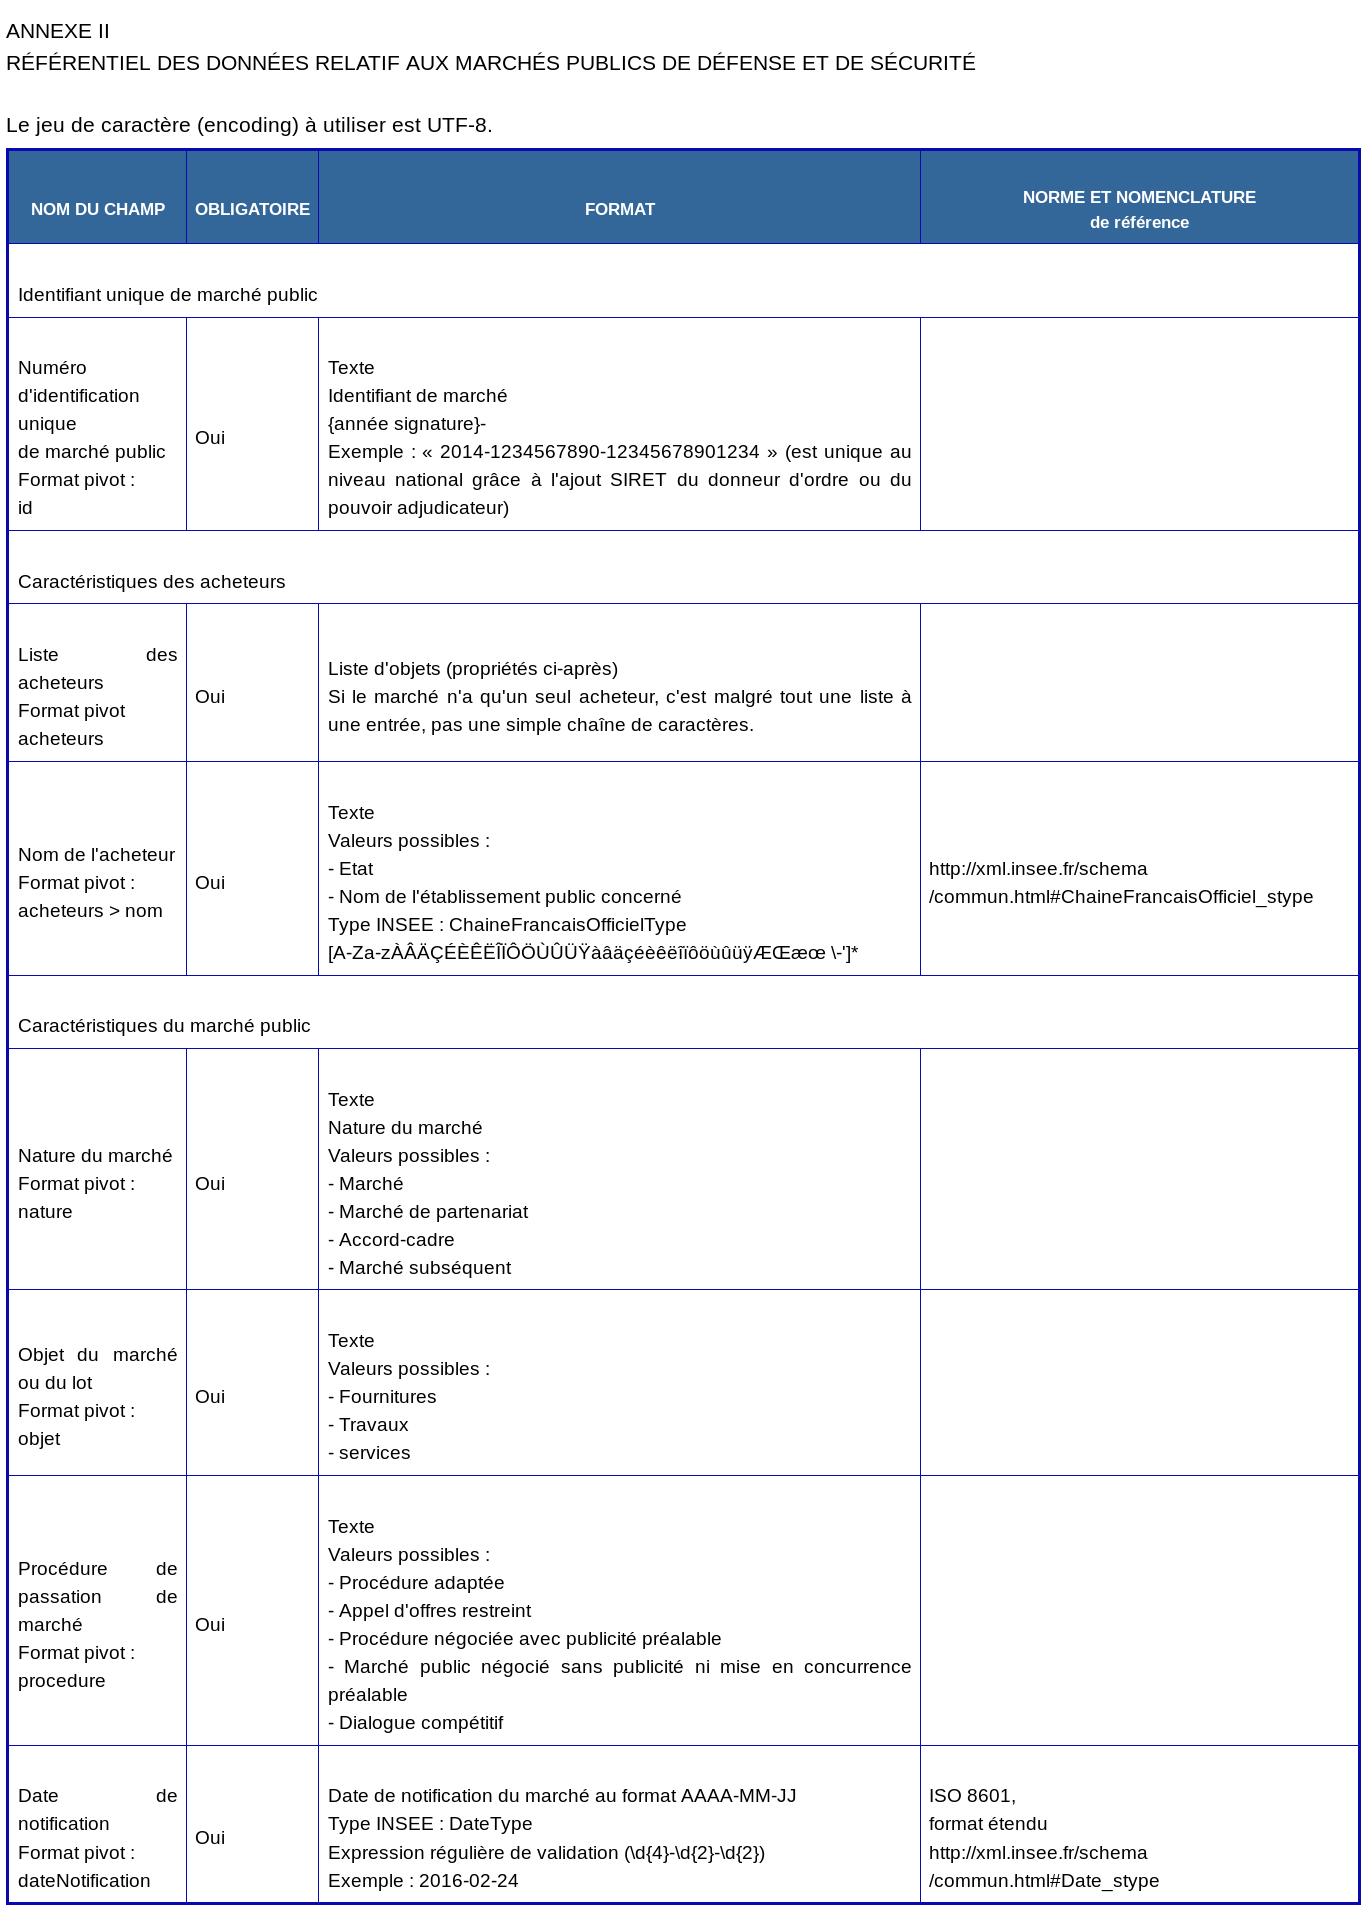 ANNEXE II
RÉFÉRENTIEL DES DONNÉES RELATIF AUX MARCHÉS PUBLICS DE DÉFENSE ET DE SÉCURITÉ
Le jeu de caractère (encoding) à utiliser est UTF-8.
NOM DU CHAMP
OBLIGATOIRE
FORMAT
NORME ET NOMENCLATURE
de référence
Identifiant unique de marché public
Numéro
d'identification
unique
de marché public
Format pivot :
id
Oui
Texte
Identifiant de marché
{année signature}-
Exemple : « 2014-1234567890-12345678901234 » (est unique au
niveau national grâce à l'ajout SIRET du donneur d'ordre ou du
pouvoir adjudicateur)
Caractéristiques des acheteurs
Liste des
acheteurs
Format pivot
acheteurs
Oui
Liste d'objets (propriétés ci-après)
Si le marché n'a qu'un seul acheteur, c'est malgré tout une liste à
une entrée, pas une simple chaîne de caractères.
Nom de l'acheteur
Format pivot :
acheteurs > nom
Oui
Texte
Valeurs possibles :
- Etat
- Nom de l'établissement public concerné
Type INSEE : ChaineFrancaisOfficielType
[A-Za-zÀÂÄÇÉÈÊËÎÏÔÖÙÛÜŸàâäçéèêëîïôöùûüÿÆŒæœ \-']*
http://xml.insee.fr/schema
/commun.html#ChaineFrancaisOfficiel_stype
Caractéristiques du marché public
Nature du marché
Format pivot :
nature
Oui
Texte
Nature du marché
Valeurs possibles :
- Marché
- Marché de partenariat
- Accord-cadre
- Marché subséquent
Objet du marché
ou du lot
Format pivot :
objet
Oui
Texte
Valeurs possibles :
- Fournitures
- Travaux
- services
Procédure de
passation de
marché
Format pivot :
procedure
Oui
Texte
Valeurs possibles :
- Procédure adaptée
- Appel d'offres restreint
- Procédure négociée avec publicité préalable
- Marché public négocié sans publicité ni mise en concurrence
préalable
- Dialogue compétitif
Date de
notification
Format pivot :
dateNotification
Oui
Date de notification du marché au format AAAA-MM-JJ
Type INSEE : DateType
Expression régulière de validation (\d{4}-\d{2}-\d{2})
Exemple : 2016-02-24
ISO 8601,
format étendu
http://xml.insee.fr/schema
/commun.html#Date_stype